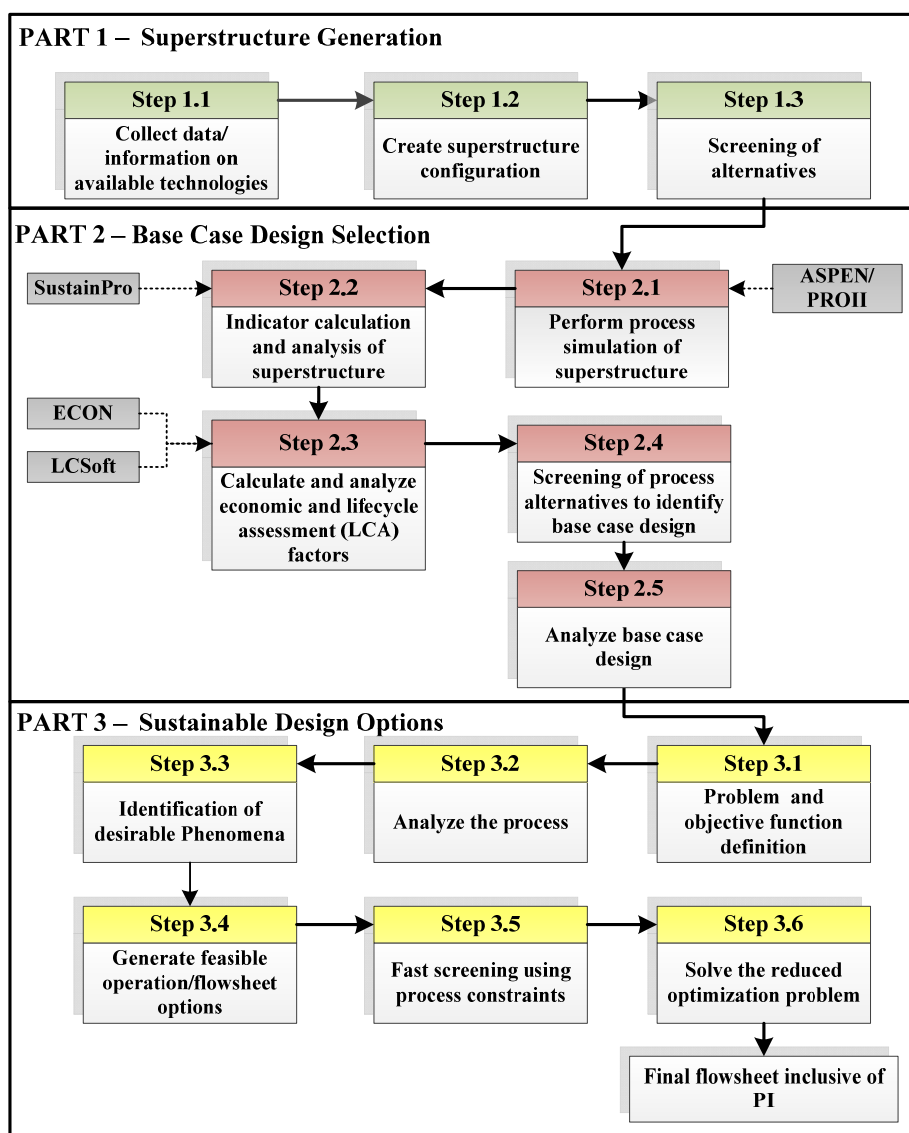 PART 1 – Superstructure Generation
Step 1.1
Collect data/
information on
available technologies
Step 1.2
Create superstructure
configuration
Step 1.3
Screening of
alternatives
PART 2 – Base Case Design Selection
SustainPro
Step 2.2
Indicator calculation
and analysis of
superstructure
Step 2.1
Perform process
simulation of
superstructure
ASPEN/
PROII
ECON
LCSoft
Step 2.3
Calculate and analyze
economic and lifecycle
assessment (LCA)
factors
Step 2.4
Screening of process
alternatives to identify
base case design
Step 2.5
Analyze base case
design
PART 3 – Sustainable Design Options
Step 3.3
Identification of
desirable Phenomena
Step 3.2
Analyze the process
Step 3.1
Problem and
objective function
definition
Step 3.4
Generate feasible
operation/flowsheet
options
Step 3.5
Fast screening using
process constraints
Step 3.6
Solve the reduced
optimization problem
Final flowsheet inclusive of
PI